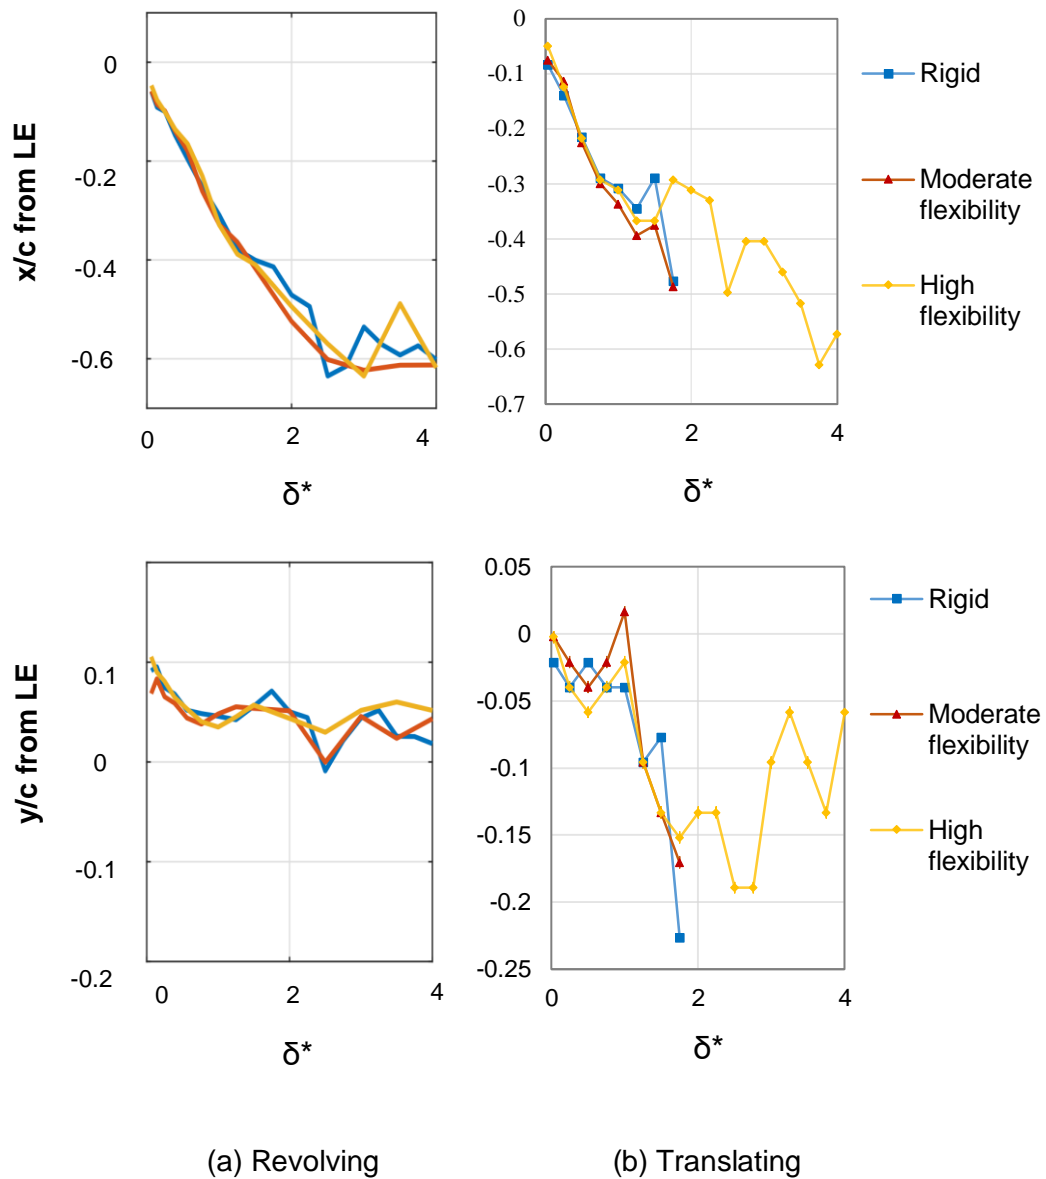 x/c from LE
0
-0.2
-0.4
-0.6
0
2
4
δ*
0
-0.1
-0.2
-0.3
-0.4
-0.5
-0.6
-0.7
0
2
4
δ*
Rigid
Moderate
flexibility
High
flexibility
y/c from LE
0.1
0
-0.1
-0.2
0
2
4
δ*
0.05
0
-0.05
-0.1
-0.15
-0.2
-0.25
0
2
4
δ*
Rigid
Moderate
flexibility
High
flexibility
(a) Revolving
(b) Translating